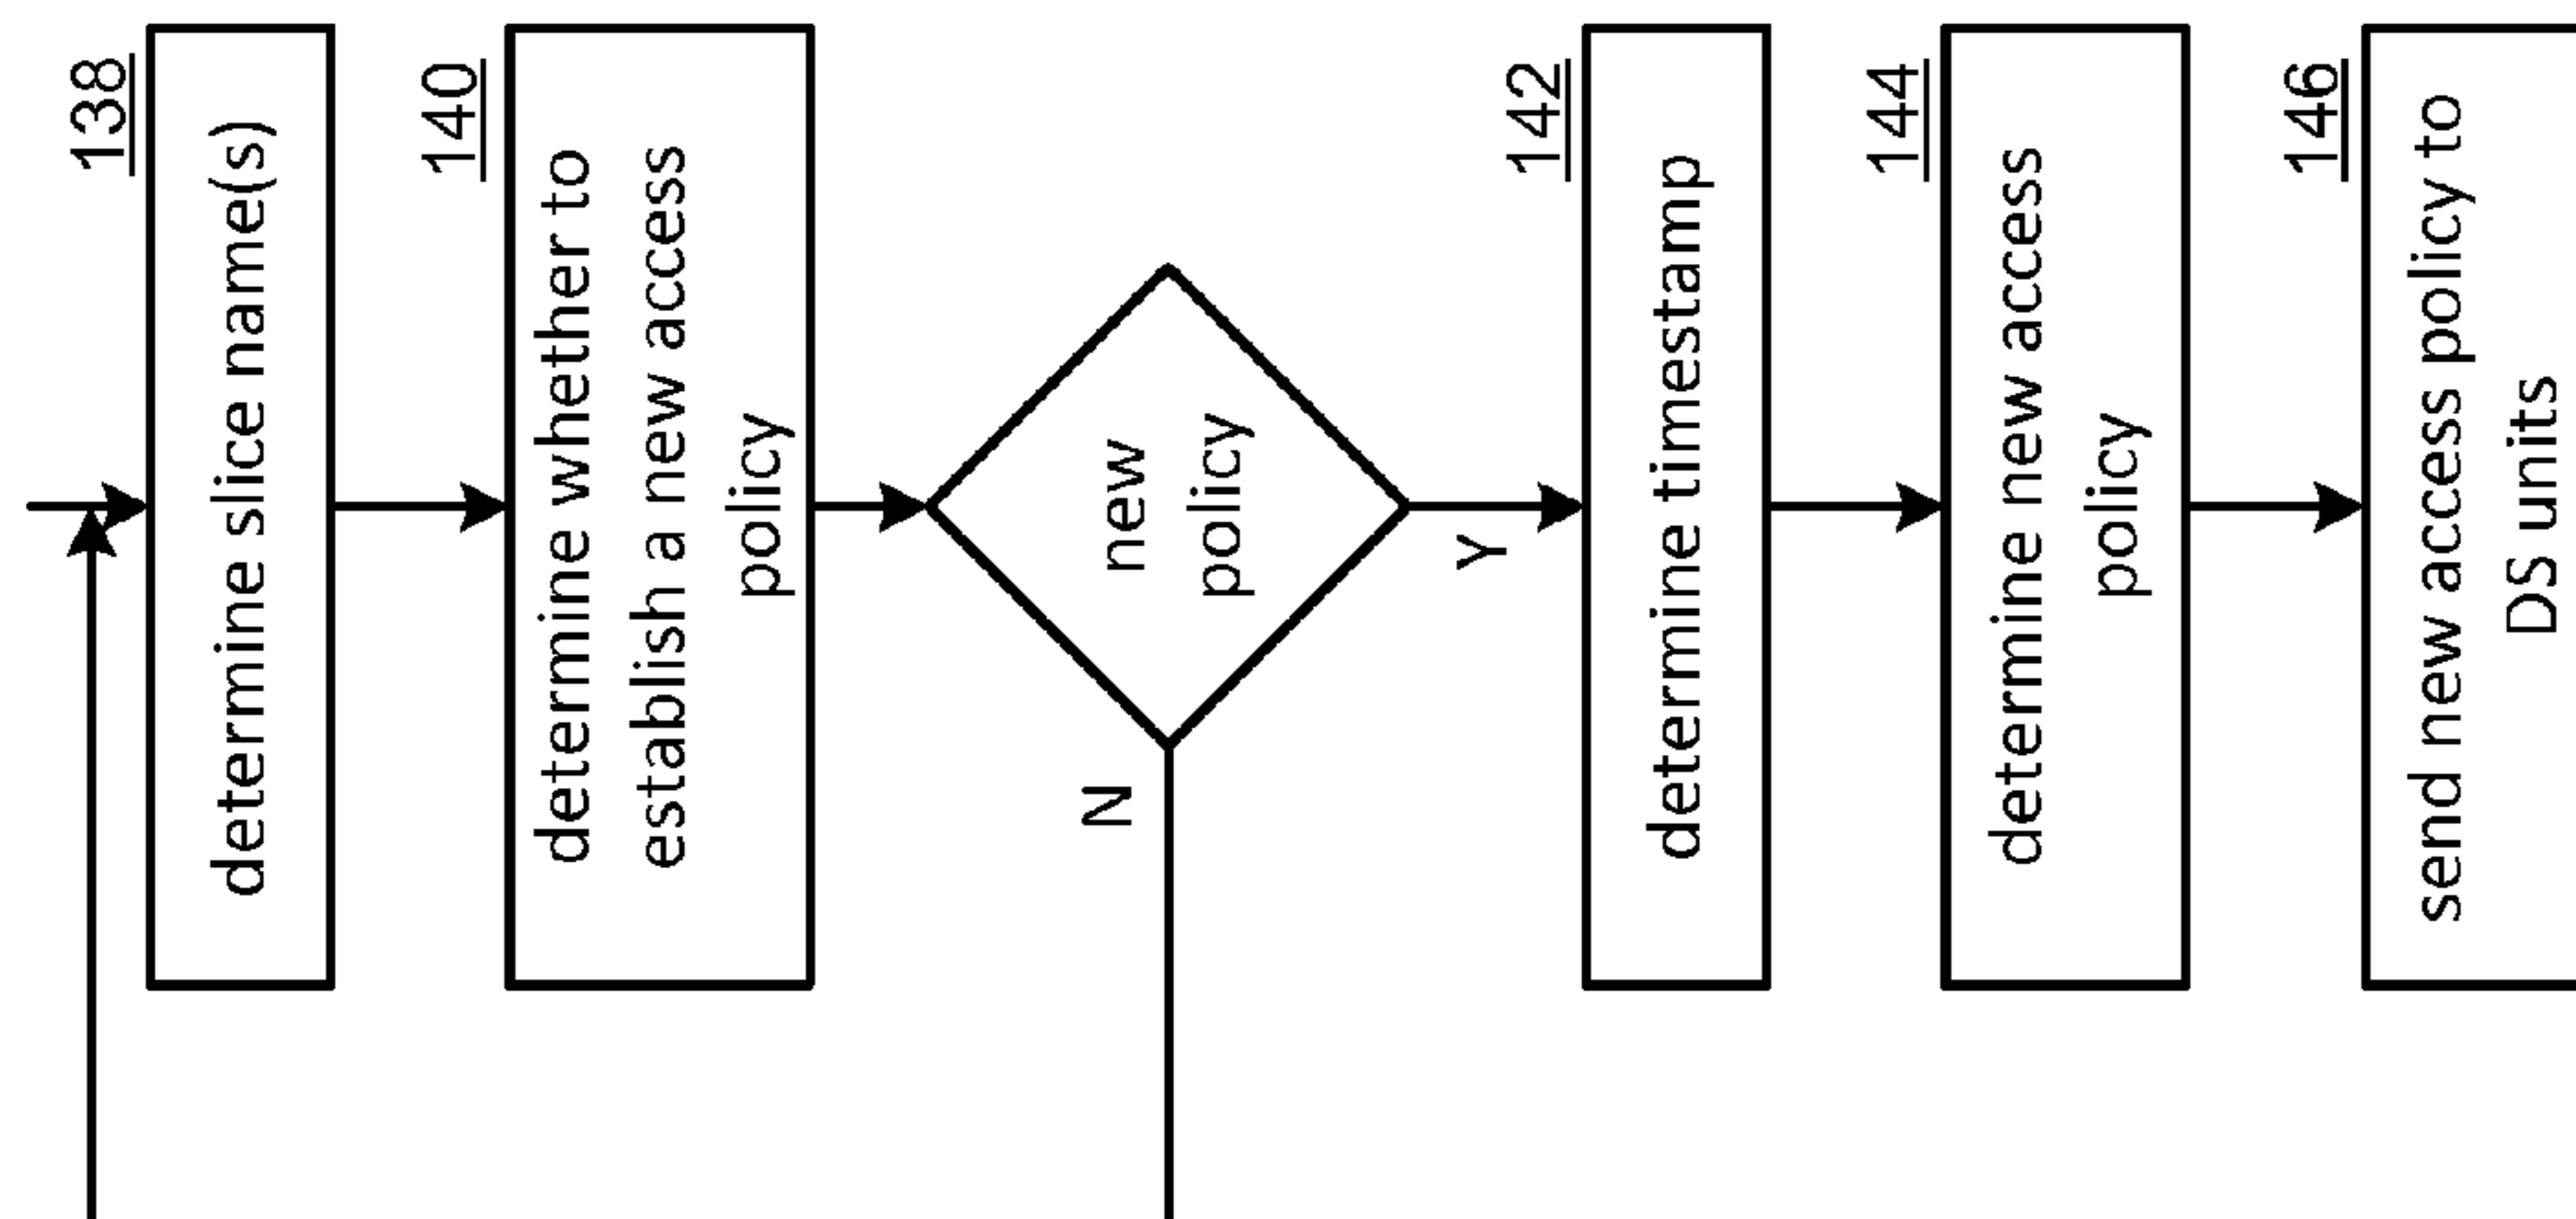 138
determine slice name(s)
140
determine whether to
establish a new access
policy
new
policy
N
Y
142
determine timestamp
144
determine new access
policy
146
send new access policy to
DS units